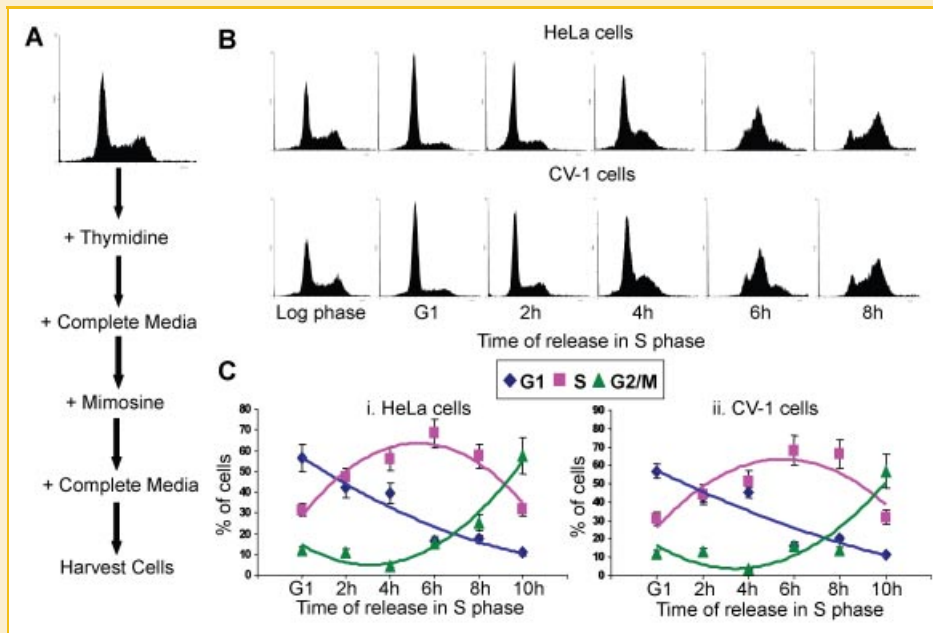 A
+ Thymidine
+ Complete Media
+ Mimosine
+ Complete Media
Harvest Cells
B
HeLa cells
CV-1 cells
Log phase G1 2h 4h 6h 8h
Time of release in S phase
C
G1 S G2/M
i. HeLa cells
% of cells
80
70
60
50
40
30
20
10
0
G1 2h 4h 6h 8h 10h
Time of release in S phase
ii. CV-1 cells
% of cells
90
80
70
60
50
40
30
20
10
0
G1 2h 4h 6h 8h 10h
Time of release in S phase